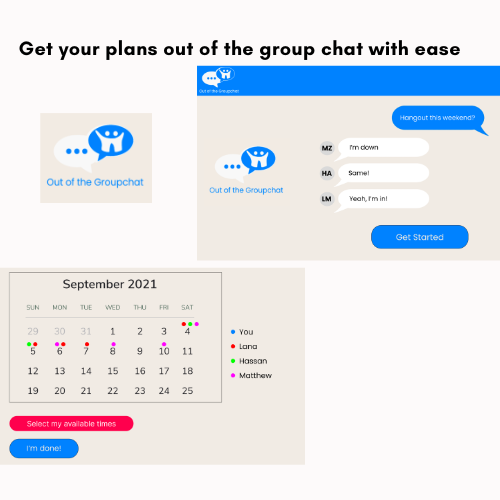 Get your plans out of the group chat with ease
Out of the Groupchat
Out of the Groupchat
Hangout this weekend?
MZ I'm down
HA Same!
LM Yeah, I'm in!
Out of the Groupchat
Get Started
September 2021
SUN MON TUE WED THU FRI SAT
29 30 31 1 2 3 4
5 6 7 8 9 10 11
12 13 14 15 16 17 18
19 20 21 22 23 24 25
You
Lana
Hassan
Matthew
Select my available times
I'm done!